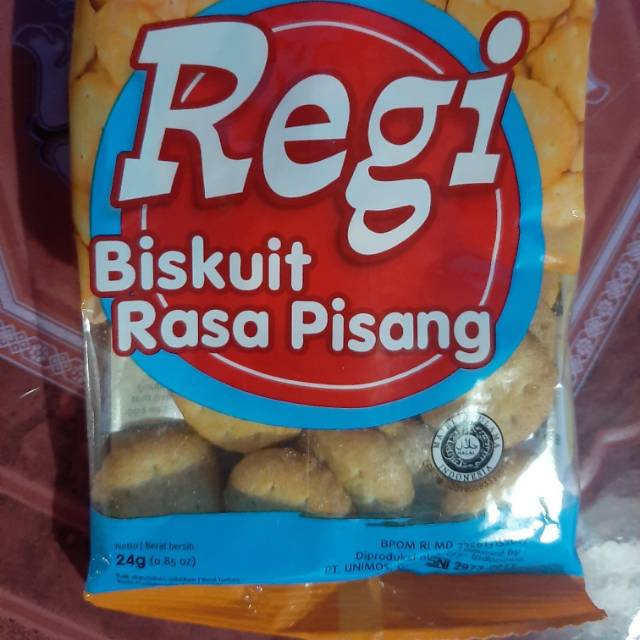 Regi
Biskuit
Rasa Pisang
HALAL
INDONESIA
Netto | Berat bersih :
24g (0.85 oz)
BPOM RI MD
Diproduksi
PT. UNIMOS,